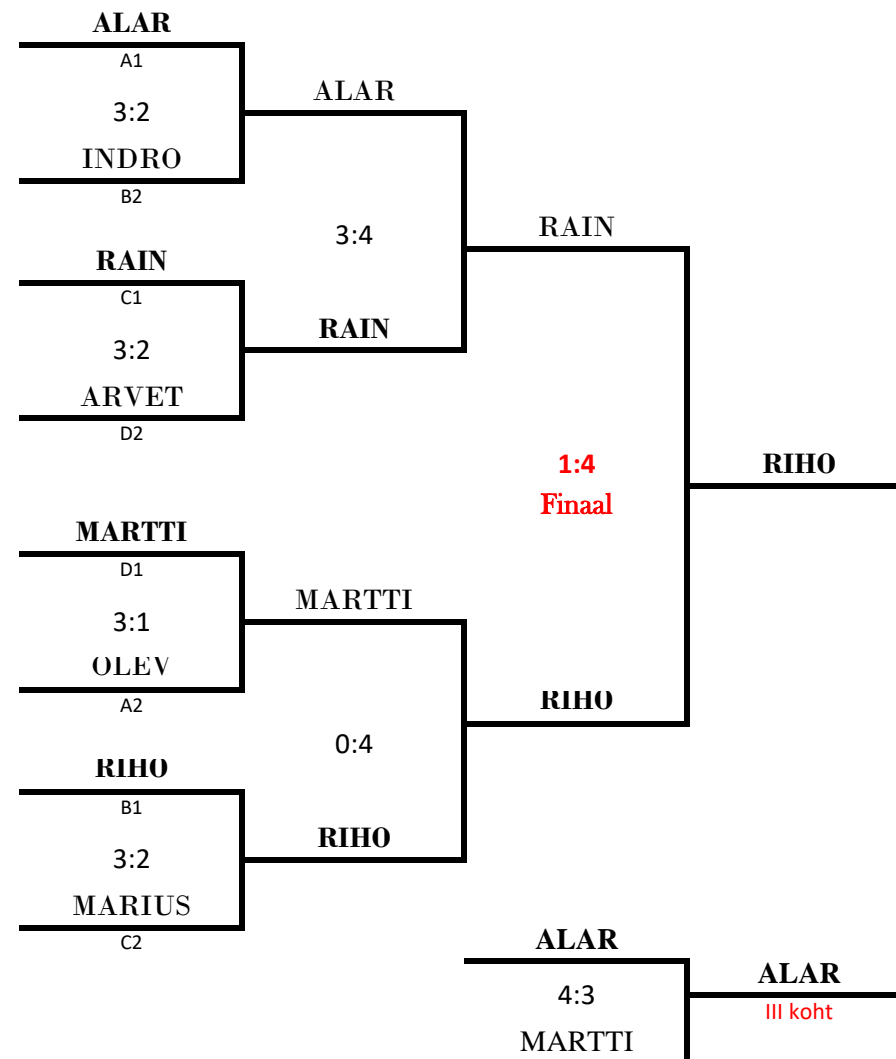 ALAR
A1
3:2
INDRO
B2
ALAR
3:4
RAIN
C1
3:2
ARVET
D2
RAIN
RAIN
1:4
Finaal
RIHO
MARTTI
D1
3:1
OLEV
A2
MARTTI
0:4
RIHO
B1
3:2
MARIUS
C2
RIHO
RIHO
ALAR
4:3
MARTTI
ALAR
III koht